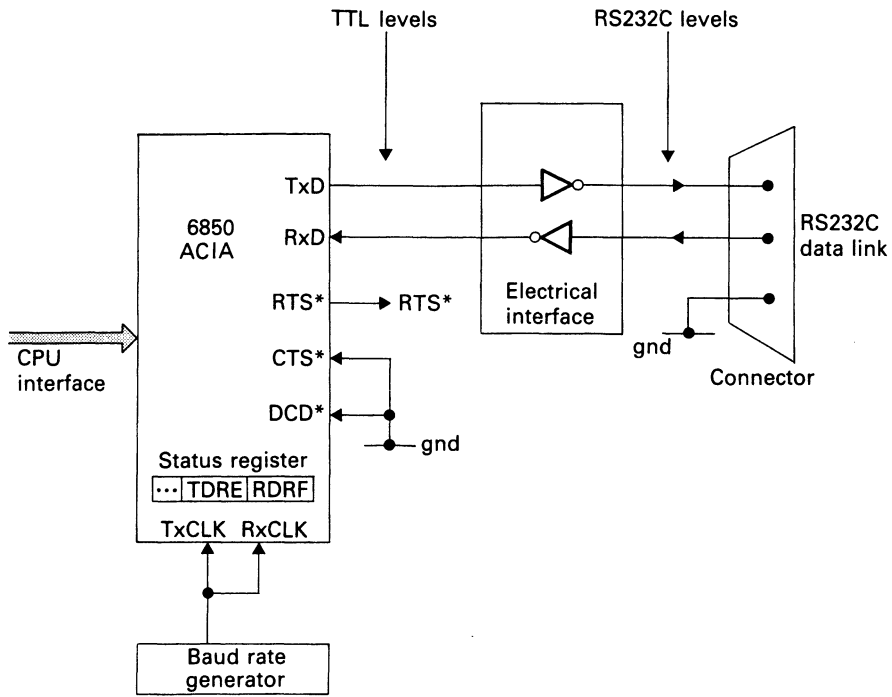 TTL levels
RS232C levels
TxD
6850
ACIA
RxD
RS232C
data link
RTS*
RTS*
Electrical
interface
gnd
CPU
interface
CTS*
Connector
DCD*
gnd
Status register
··· TDRE RDRF
TxCLK RxCLK
Baud rate
generator